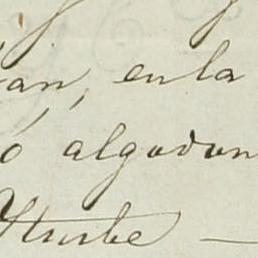 an, en la
ó algodon
Iturbe —